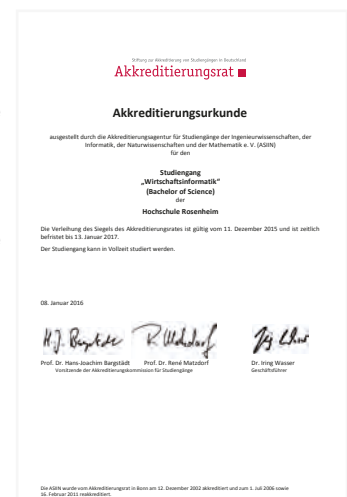 Stiftung zur Akkreditierung von Studiengängen in Deutschland
Akkreditierungsrat
Akkreditierungsurkunde
ausgestellt durch die Akkreditierungsagentur für Studiengänge der Ingenieurwissenschaften, der
Informatik, der Naturwissenschaften und der Mathematik e. V. (ASIIN)
für den
Studiengang
„Wirtschaftsinformatik“
(Bachelor of Science)
der
Hochschule Rosenheim
Die Verleihung des Siegels des Akkreditierungsrates ist gültig vom 11. Dezember 2015 und ist zeitlich
befristet bis 13. Januar 2017.
Der Studiengang kann in Vollzeit studiert werden.
08. Januar 2016
Prof. Dr. Hans-Joachim Bargstädt Prof. Dr. René Matzdorf Dr. Iring Wasser
Vorsitzende der Akkreditierungskommission für Studiengänge Geschäftsführer
Die ASIIN wurde vom Akkreditierungsrat in Bonn am 12. Dezember 2002 akkreditiert und zum 1. Juli 2006 sowie
16. Februar 2011 reakkreditiert.